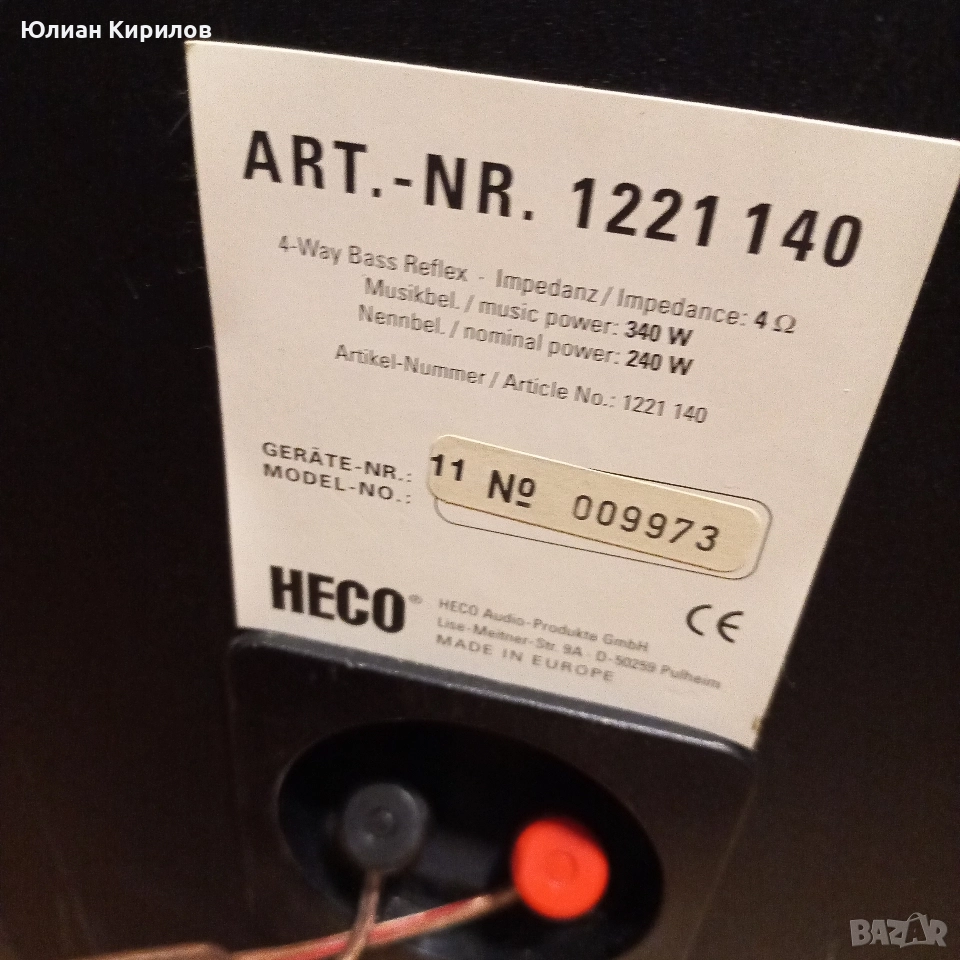 Юлиан Кирилов
ART.-NR. 1221 140
4-Way Bass Reflex - Impedanz / Impedance: 4 Ω
Musikbel. / music power: 340 W
Nennbel. / nominal power: 240 W
Artikel-Nummer / Article No.: 1221 140
GERÄTE-NR.:
MODEL-NO.:
11 Nº 009973
HECO®
HECO Audio-Produkte GmbH
Lise-Meitner-Str. 9A · D-50259 Pulheim
MADE IN EUROPE
CE
BAZAR